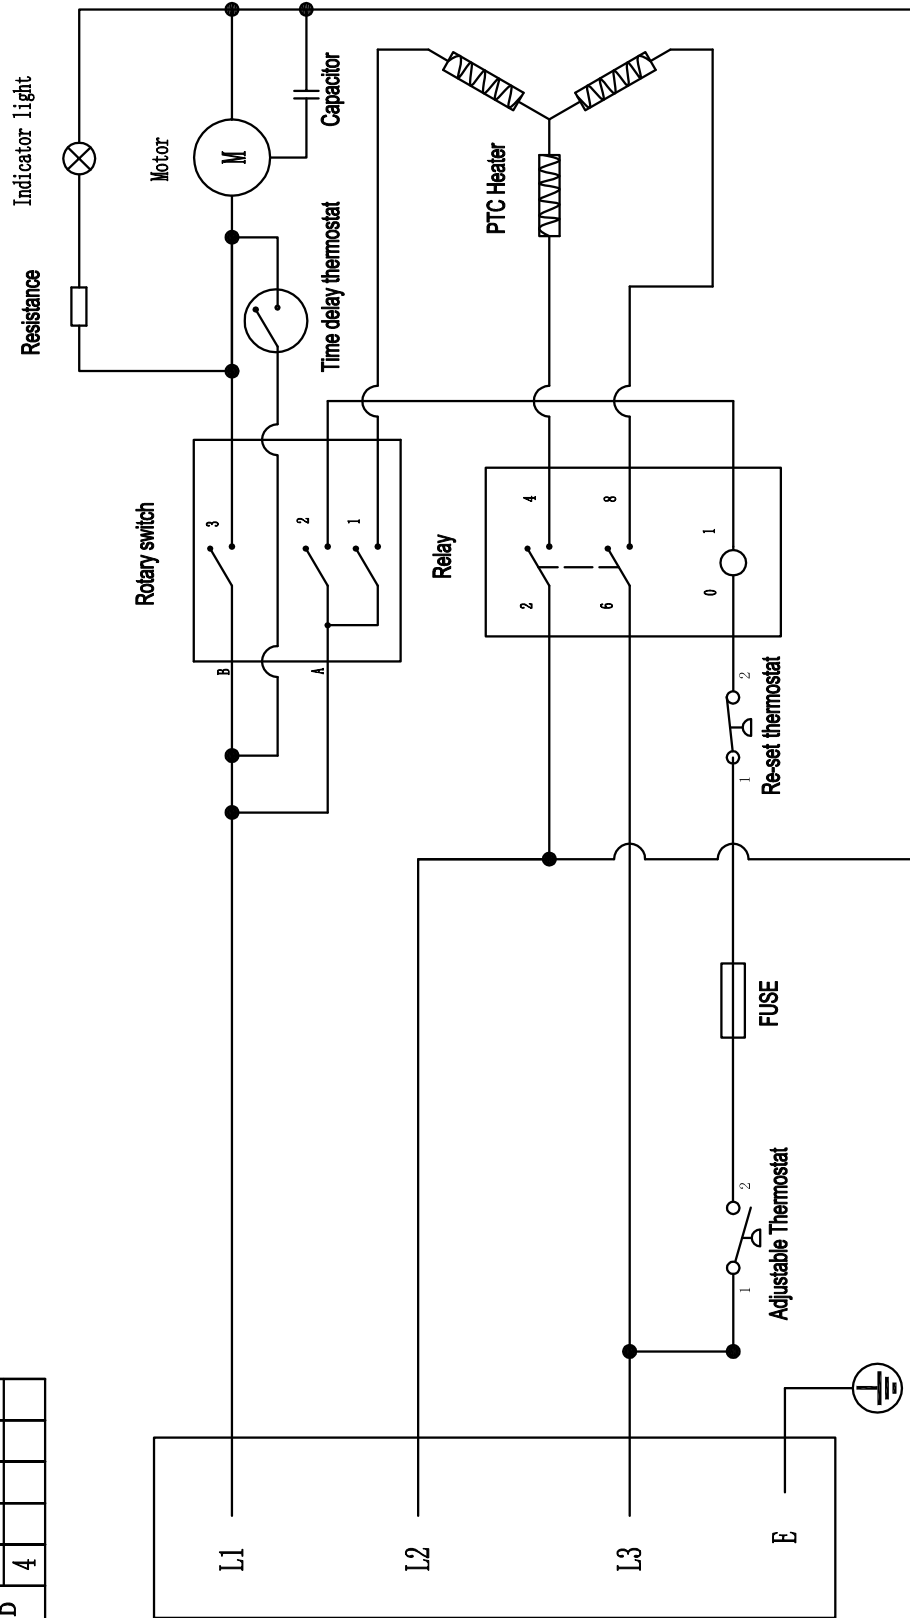 Indicator light
Resistance
Motor
M
Capacitor
Time delay thermostat
PTC Heater
Rotary switch
3
2
1
B
A
Relay
4
8
1
2
6
0
2
1
Re-set thermostat
FUSE
2
1
Adjustable Thermostat
L1
L2
L3
E
4
D